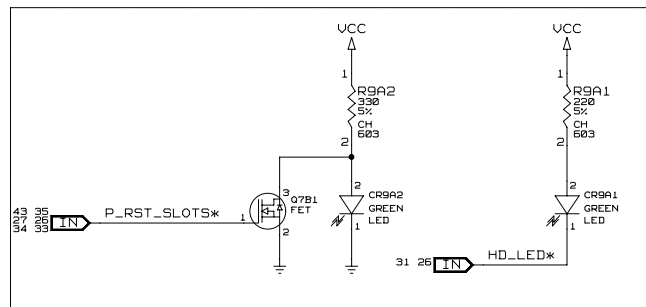 VCC
VCC
1
R9A2
330
5%
CH
603
2
1
R9A1
220
5%
CH
603
2
3
Q7B1
FET
1
2
2
CR9A2
GREEN
LED
1
2
CR9A1
GREEN
LED
1
43 35
27 26
34 33
IN
P_RST_SLOTS*
31 26
IN
HD_LED*